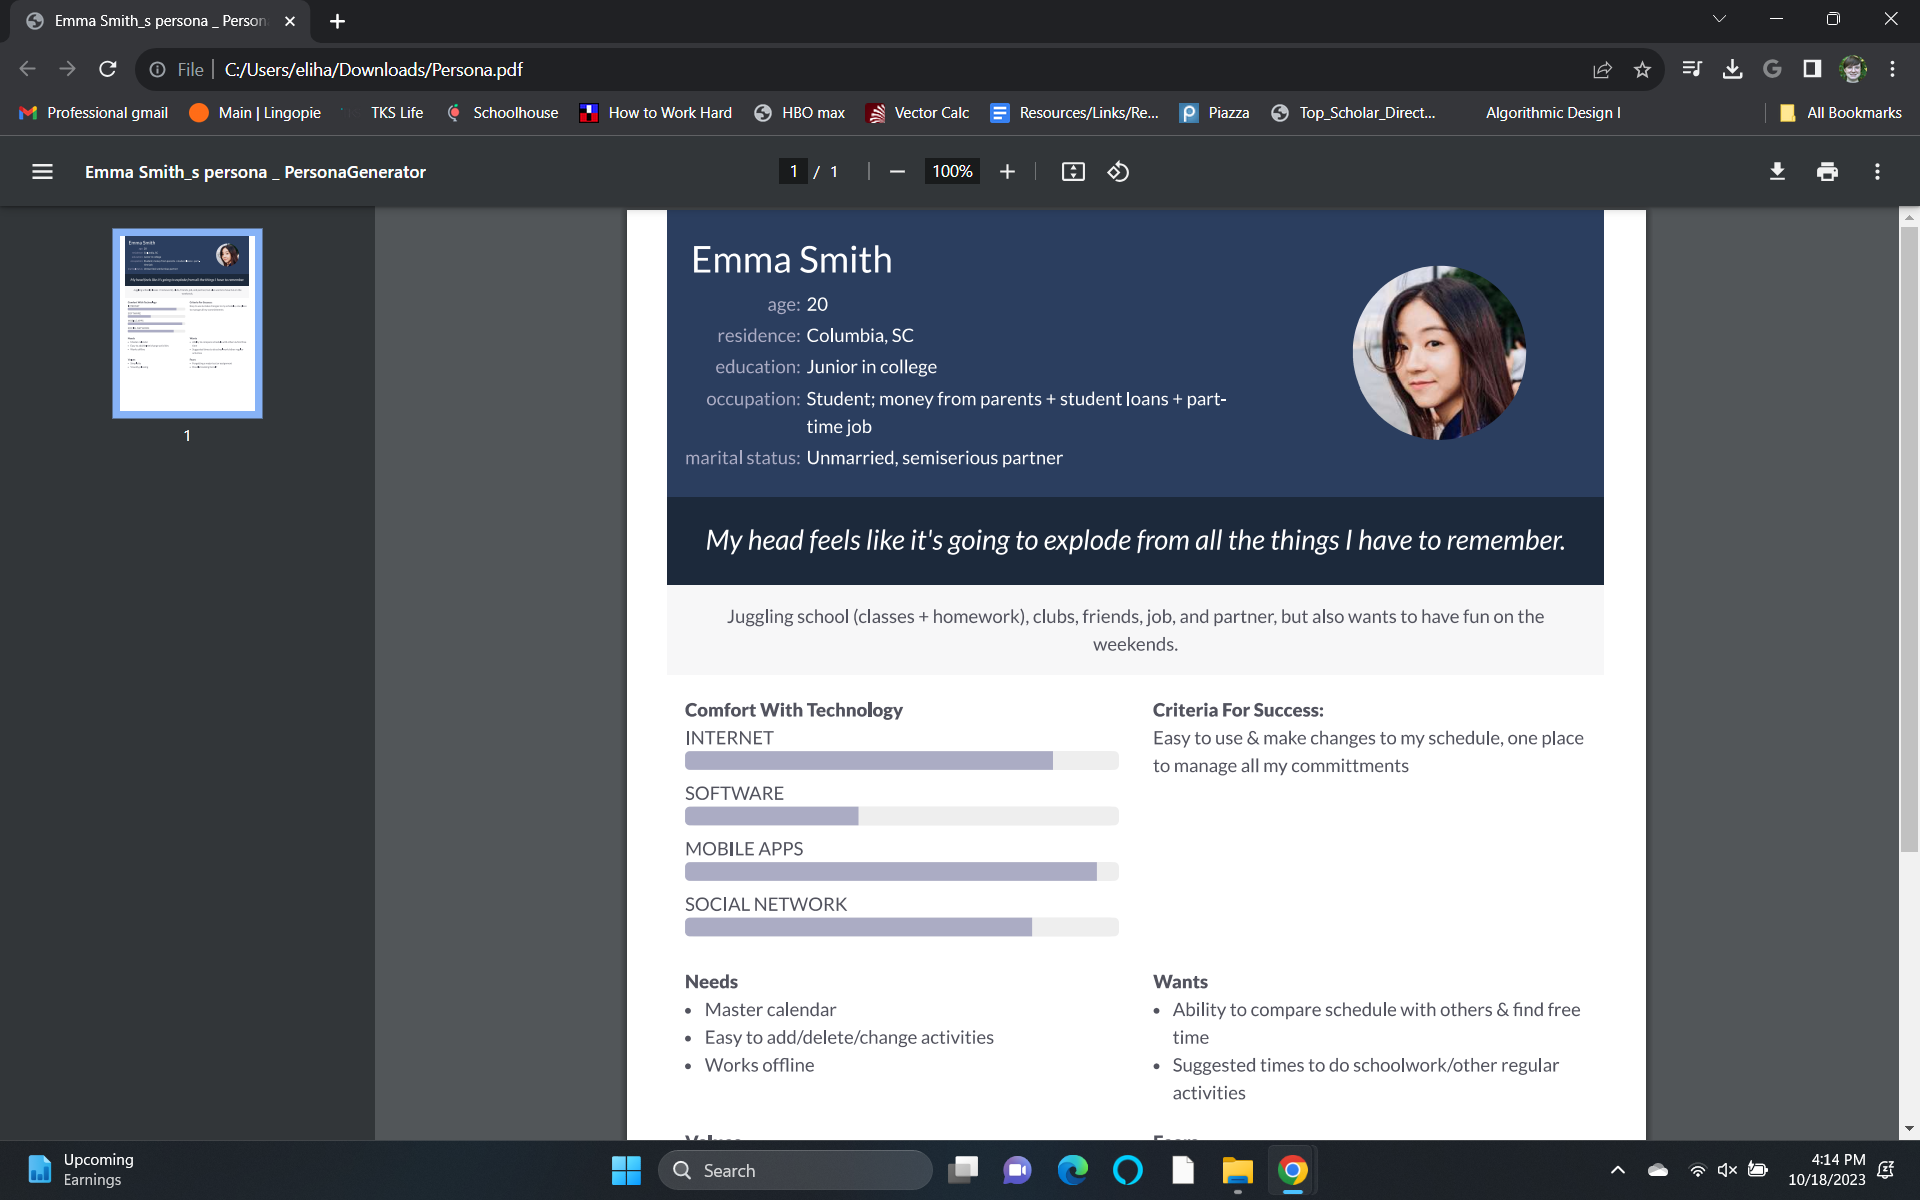 Emma Smith_s persona _ Person
File
C:/Users/eliha/Downloads/Persona.pdf
Professional gmail
Main | Lingopie
TKS Life
Schoolhouse
How to Work Hard
HBO max
Vector Calc
Resources/Links/Re...
Piazza
Top_Scholar_Direct...
Algorithmic Design I
All Bookmarks
Emma Smith_s persona _ PersonaGenerator
1 / 1
100%
1
Emma Smith
age: 20
residence: Columbia, SC
education: Junior in college
occupation: Student; money from parents + student loans + part-
time job
marital status: Unmarried, semiserious partner
My head feels like it's going to explode from all the things I have to remember.
Juggling school (classes + homework), clubs, friends, job, and partner, but also wants to have fun on the
weekends.
Comfort With Technology
INTERNET
SOFTWARE
MOBILE APPS
SOCIAL NETWORK
Criteria For Success:
Easy to use & make changes to my schedule, one place
to manage all my committments
Needs
• Master calendar
• Easy to add/delete/change activities
• Works offline
Wants
• Ability to compare schedule with others & find free
time
• Suggested times to do schoolwork/other regular
activities
Upcoming
Earnings
Search
4:14 PM
10/18/2023